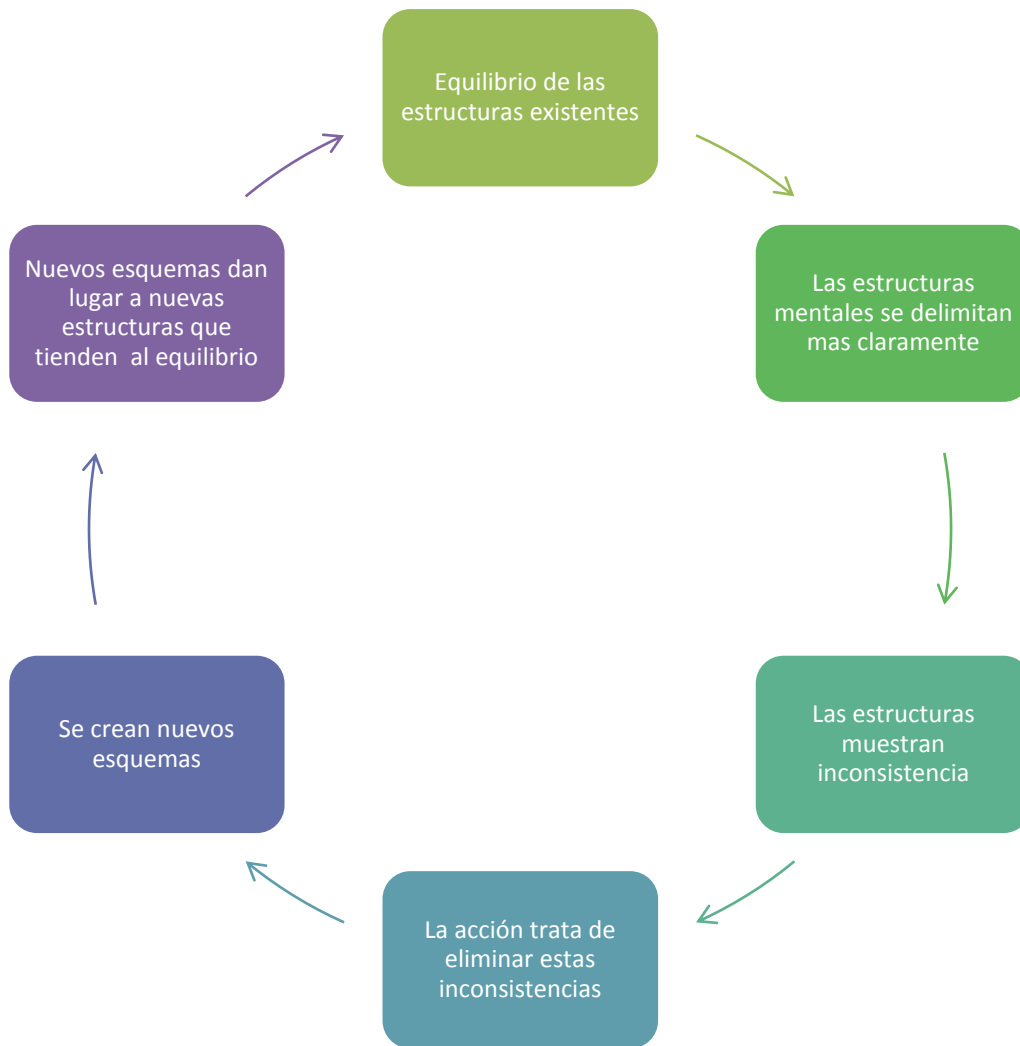 Equilibrio de las
estructuras existentes
Las estructuras
mentales se delimitan
mas claramente
Las estructuras
muestran
inconsistencia
La acción trata de
eliminar estas
inconsistencias
Se crean nuevos
esquemas
Nuevos esquemas dan
lugar a nuevas
estructuras que
tienden al equilibrio